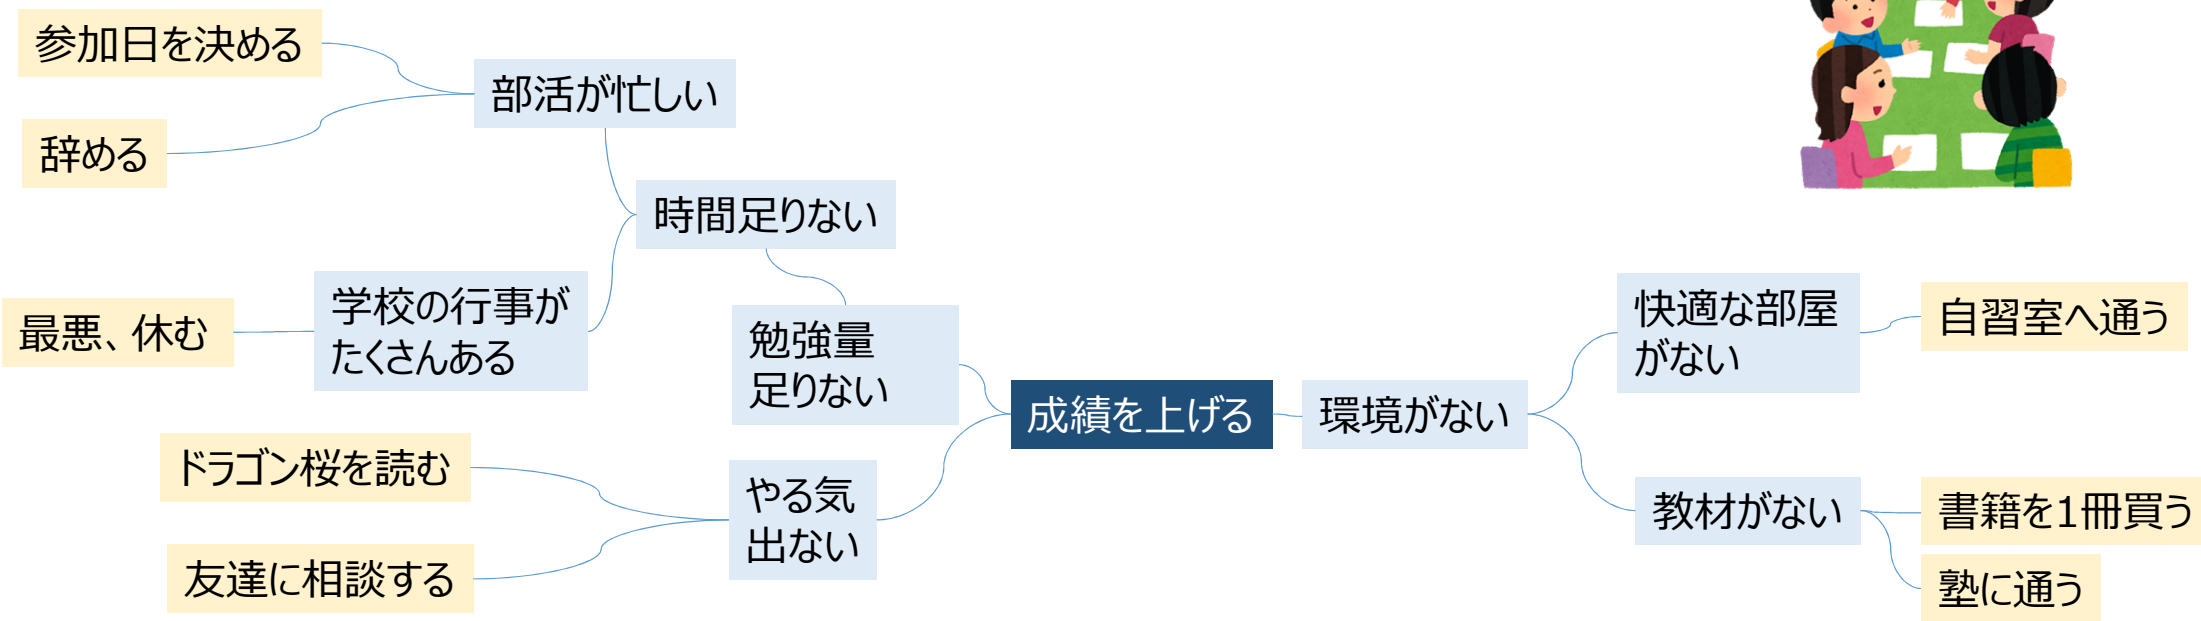 参加日を決める
部活が忙しい
辞める
時間足りない
最悪、休む
学校の行事が
たくさんある
勉強量
足りない
成績を上げる
環境がない
快適な部屋
がない
自習室へ通う
ドラゴン桜を読む
やる気
出ない
友達に相談する
教材がない
書籍を1冊買う
塾に通う